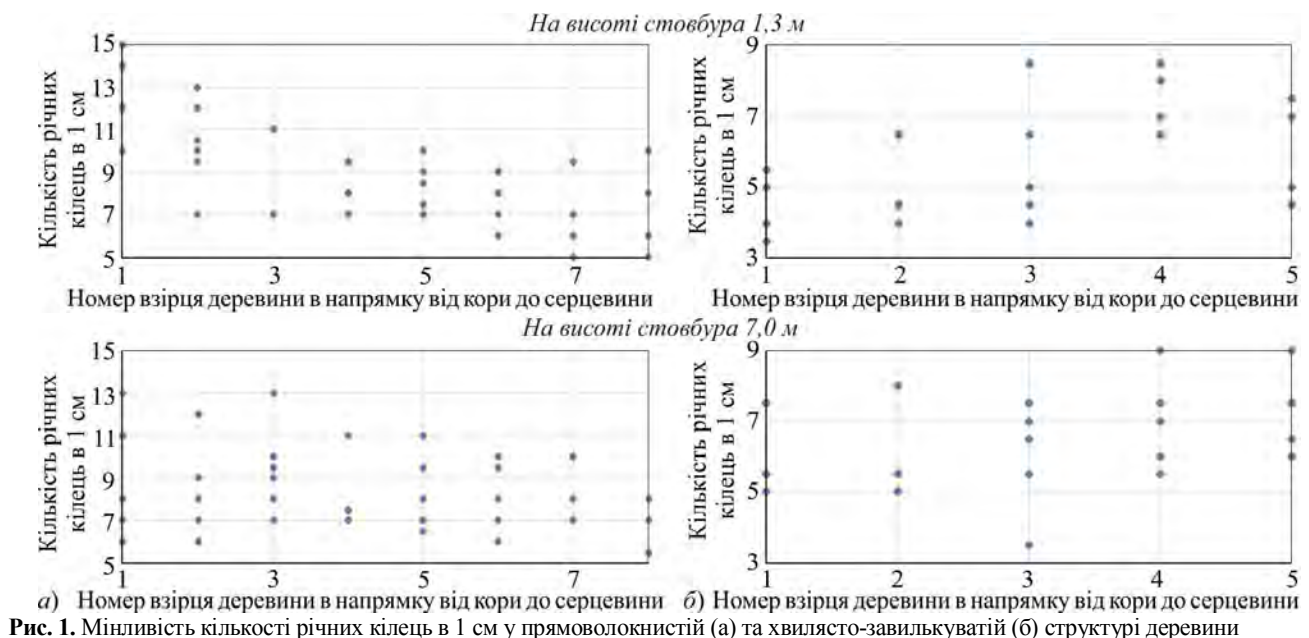 На висоті стовбура 1,3 м
Кількість річних
кілець в 1 см
15
13
11
9
7
5
1 3 5 7
Номер взірця деревини в напрямку від кори до серцевини
Кількість річних
кілець в 1 см
9
7
5
3
1 2 3 4 5
Номер взірця деревини в напрямку від кори до серцевини
На висоті стовбура 7,0 м
Кількість річних
кілець в 1 см
15
13
11
9
7
5
1 3 5 7
а) Номер взірця деревини в напрямку від кори до серцевини
Кількість річних
кілець в 1 см
9
7
5
3
1 2 3 4 5
б) Номер взірця деревини в напрямку від кори до серцевини
Рис. 1. Мінливість кількості річних кілець в 1 см у прямоволокнистій (а) та хвилясто-завилькуватій (б) структурі деревини